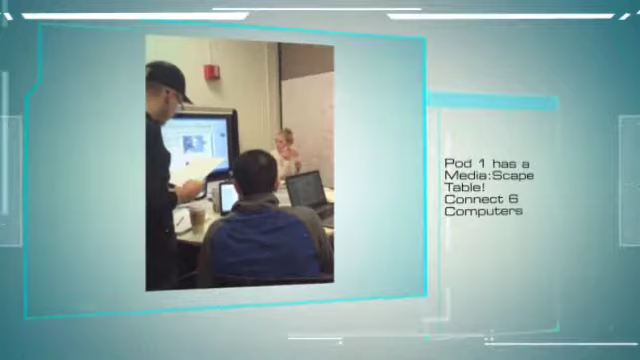 Pod 1 has a
Media:Scape
Table!
Connect 6
Computers